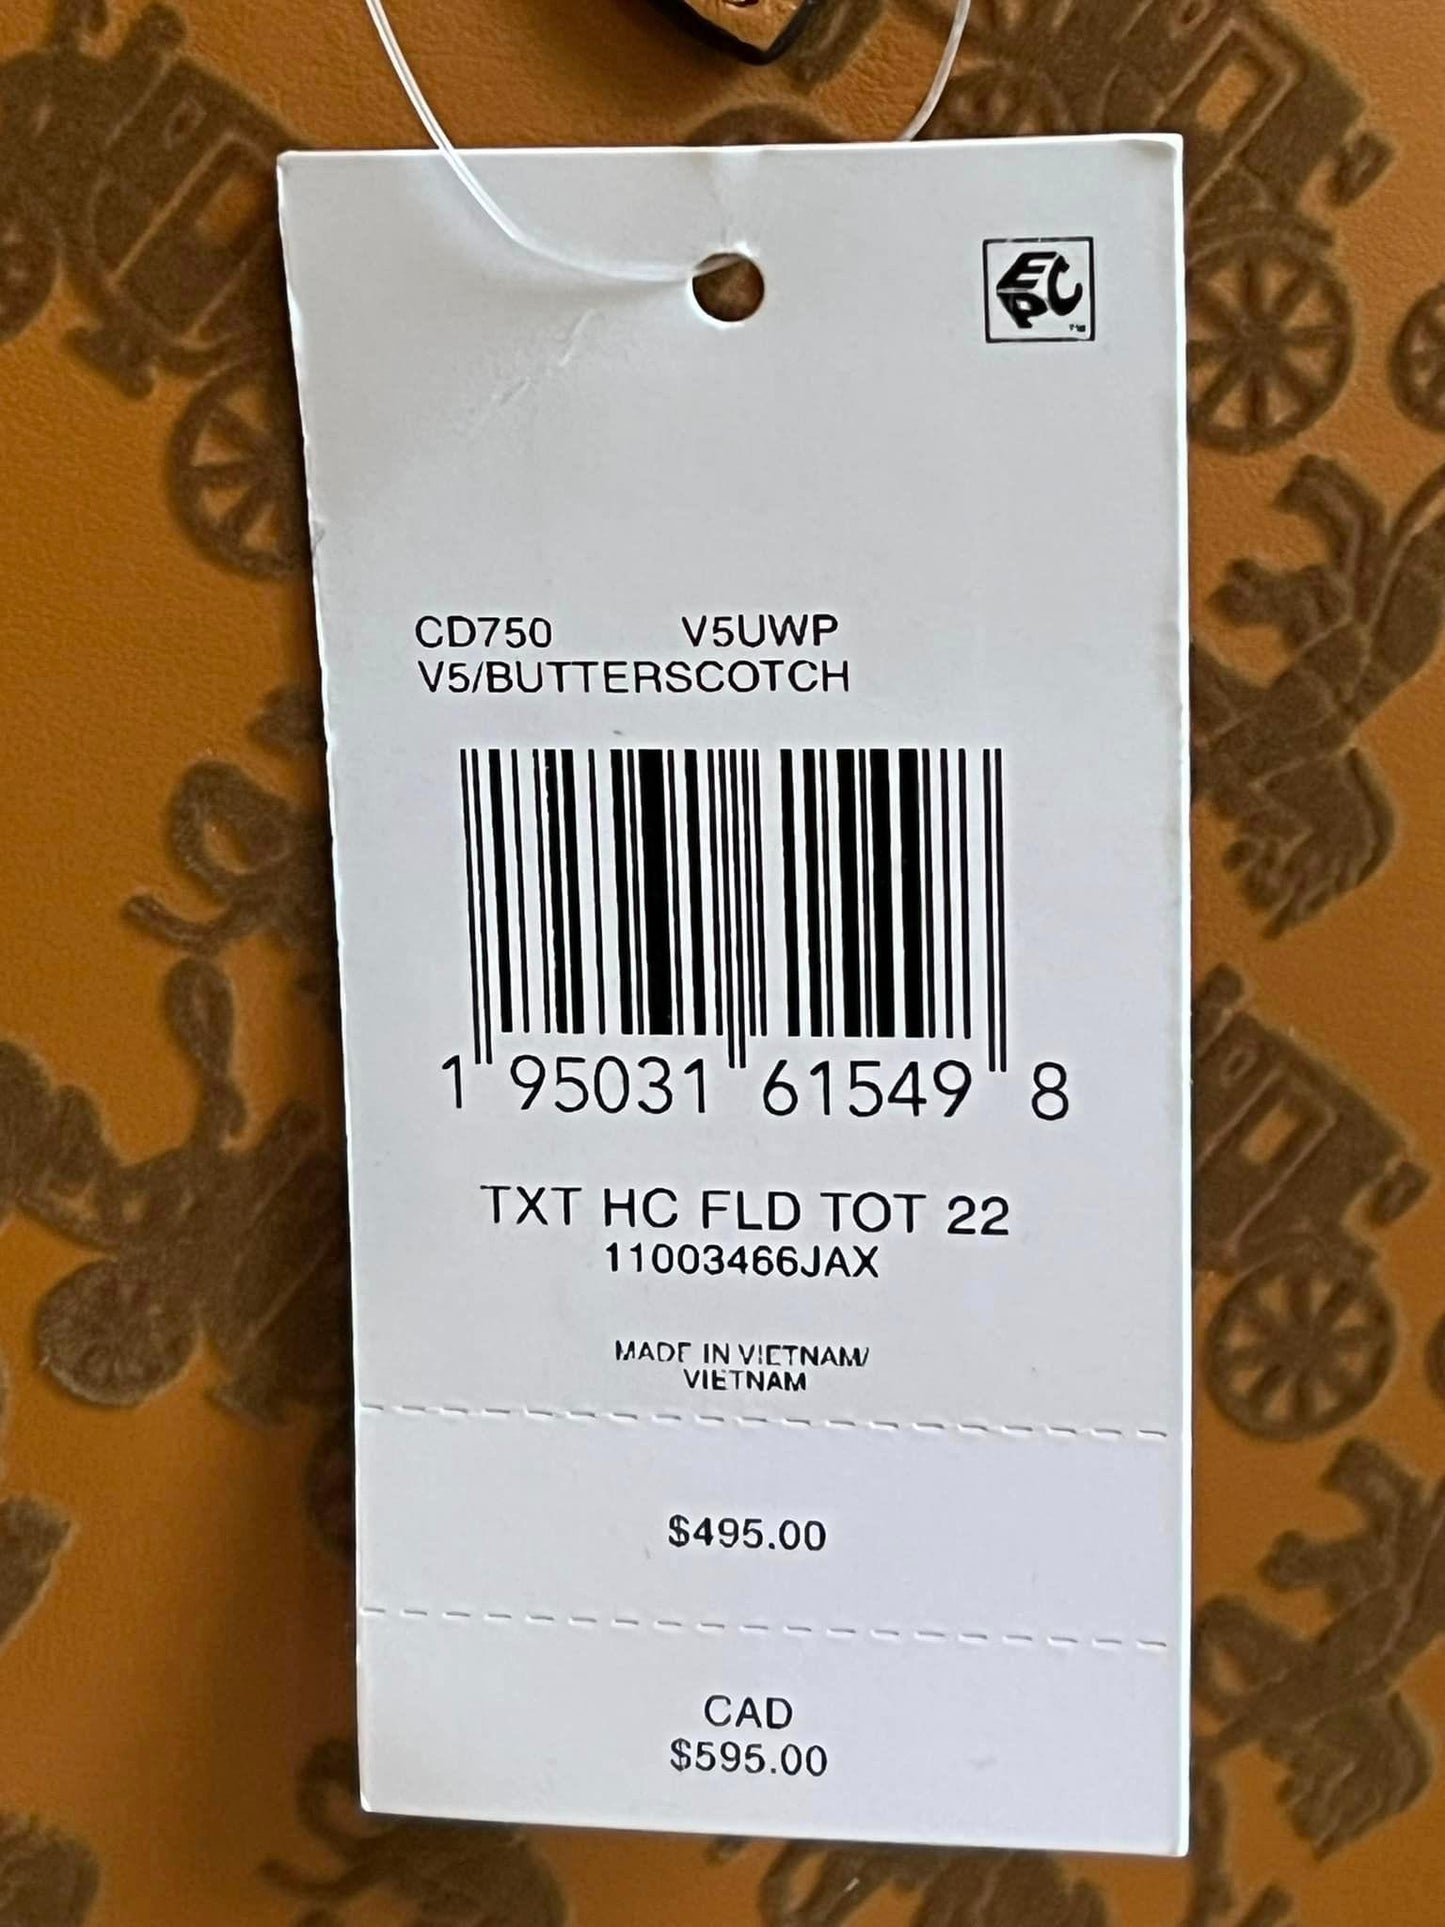 EPC™
CD750 V5UWP
V5/BUTTERSCOTCH
1 95031 61549 8
TXT HC FLD TOT 22
11003466JAX
MADE IN VIETNAM/
VIETNAM
$495.00
CAD
$595.00